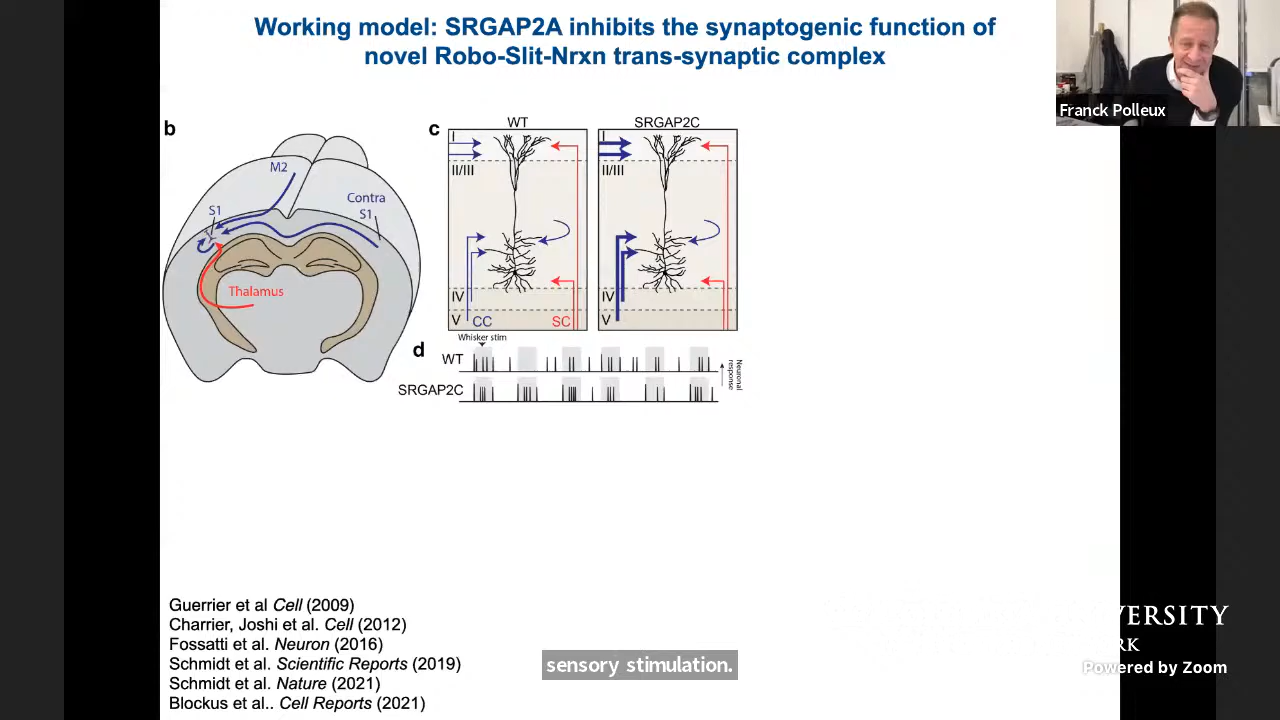 Working model: SRGAP2A inhibits the synaptogenic function of
novel Robo-Slit-Nrxn trans-synaptic complex
Franck Polleux
b
M2
S1
Contra
S1
Thalamus
c
WT
SRGAP2C
I
II/III
IV
V
CC
SC
I
II/III
IV
V
d
Whisker stim
WT
SRGAP2C
Neuronal
response
Guerrier et al Cell (2009)
Charrier, Joshi et al. Cell (2012)
Fossatti et al. Neuron (2016)
Schmidt et al. Scientific Reports (2019)
Schmidt et al. Nature (2021)
Blockus et al.. Cell Reports (2021)
sensory stimulation.
VERSITY
RK
Powered by Zoom